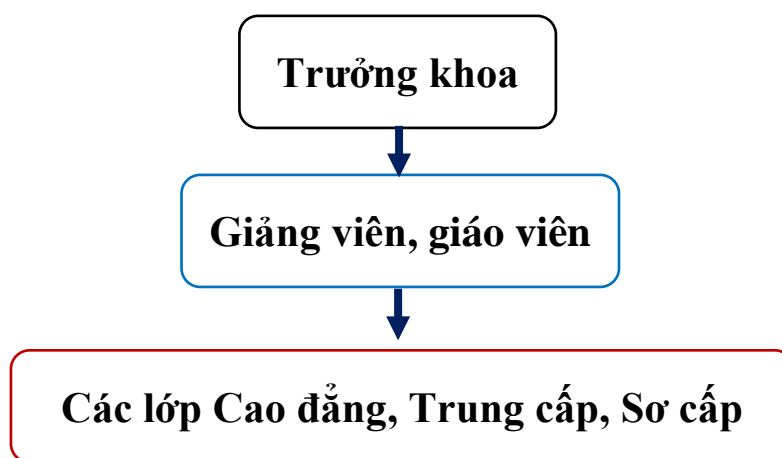 Trưởng khoa
Giảng viên, giáo viên
Các lớp Cao đẳng, Trung cấp, Sơ cấp